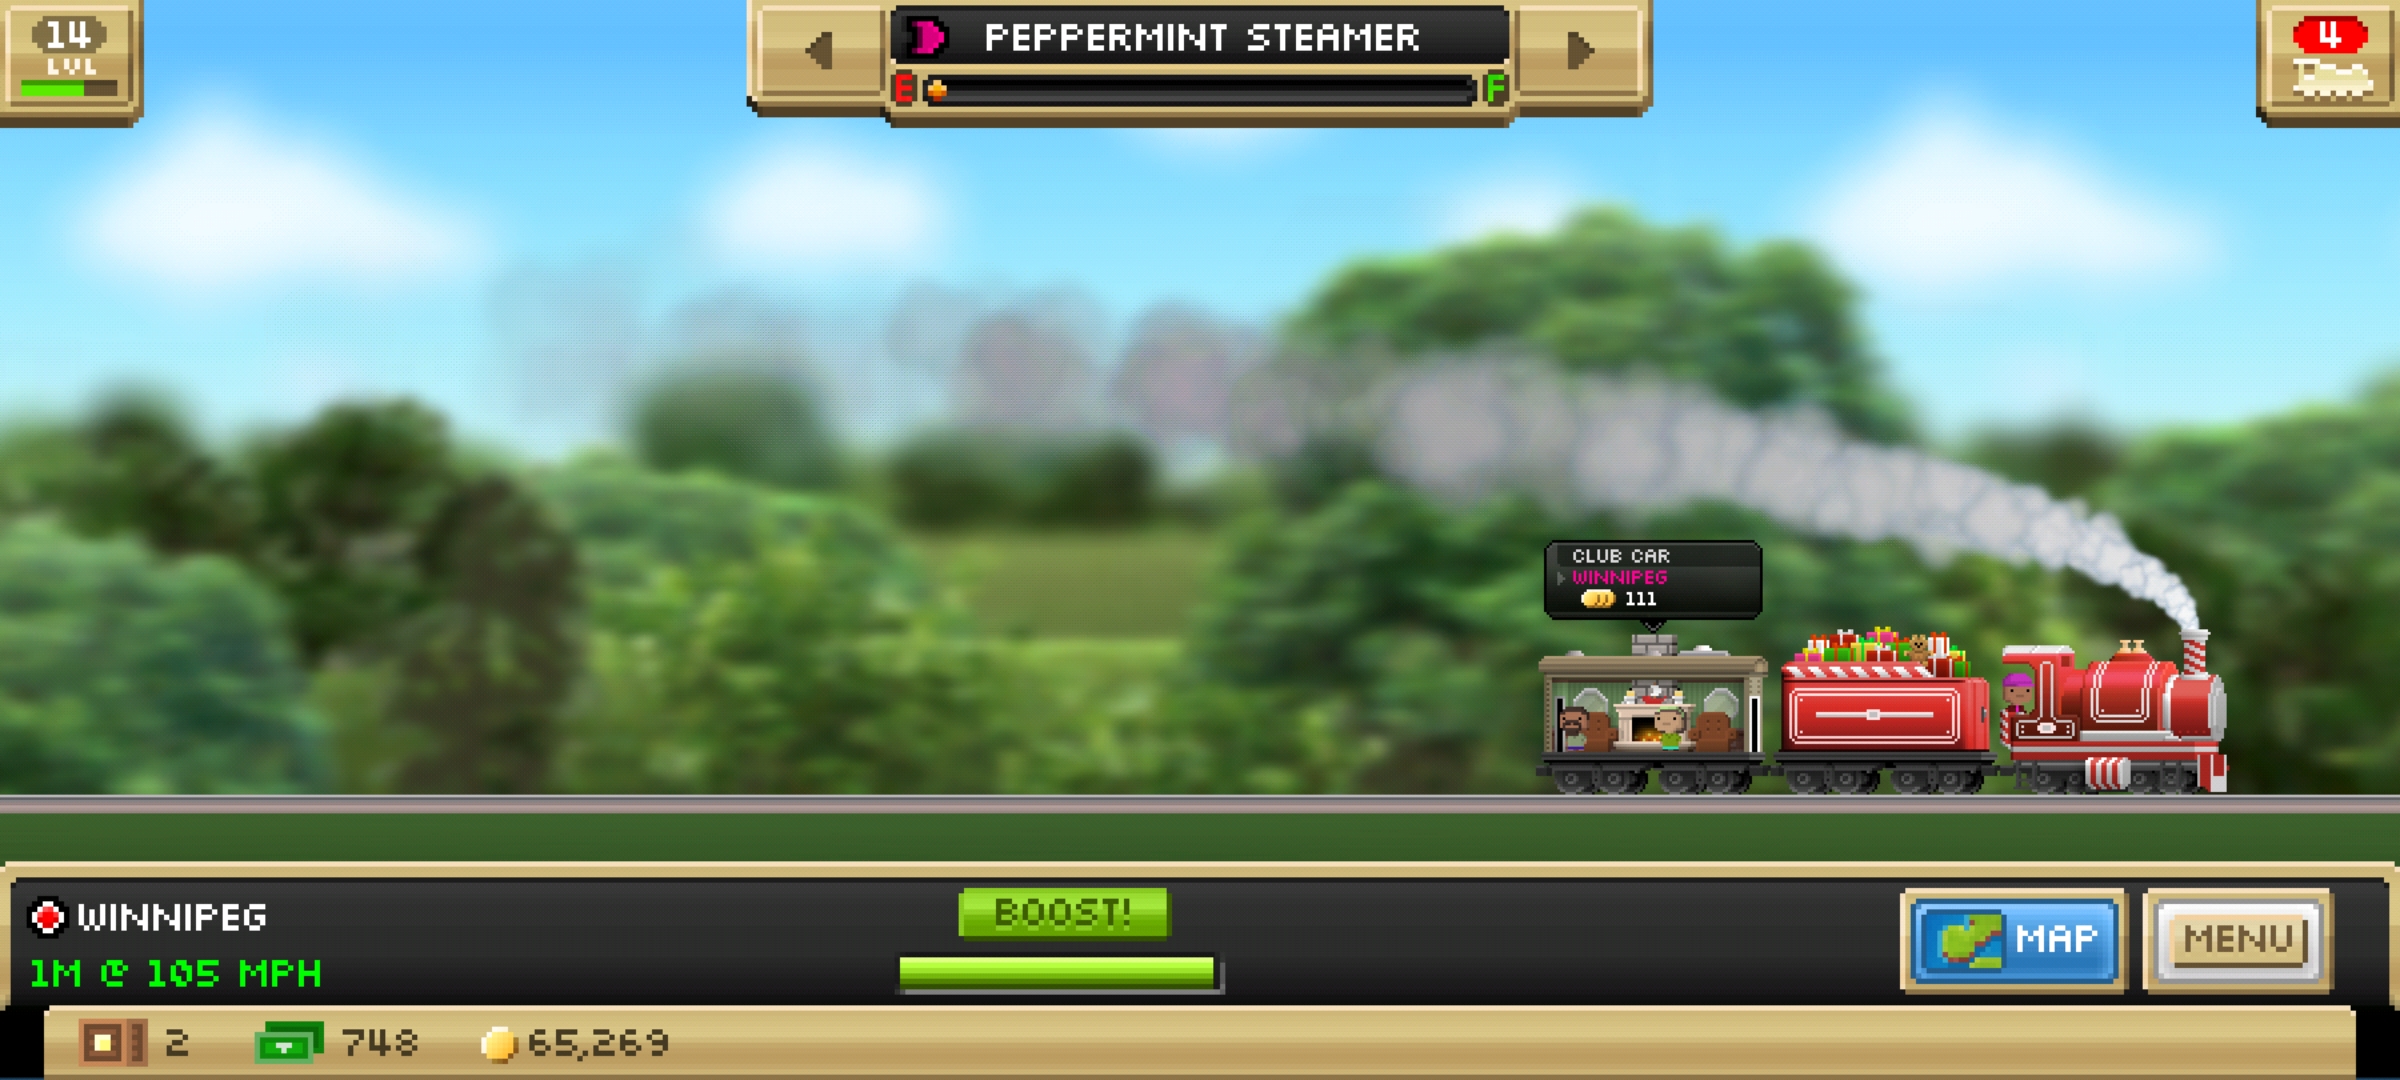 14
LVL
PEPPERMINT STEAMER
E
F
4
CLUB CAR
WINNIPEG
111
WINNIPEG
1M @ 105 MPH
BOOST!
MAP
MENU
2
748
65,269